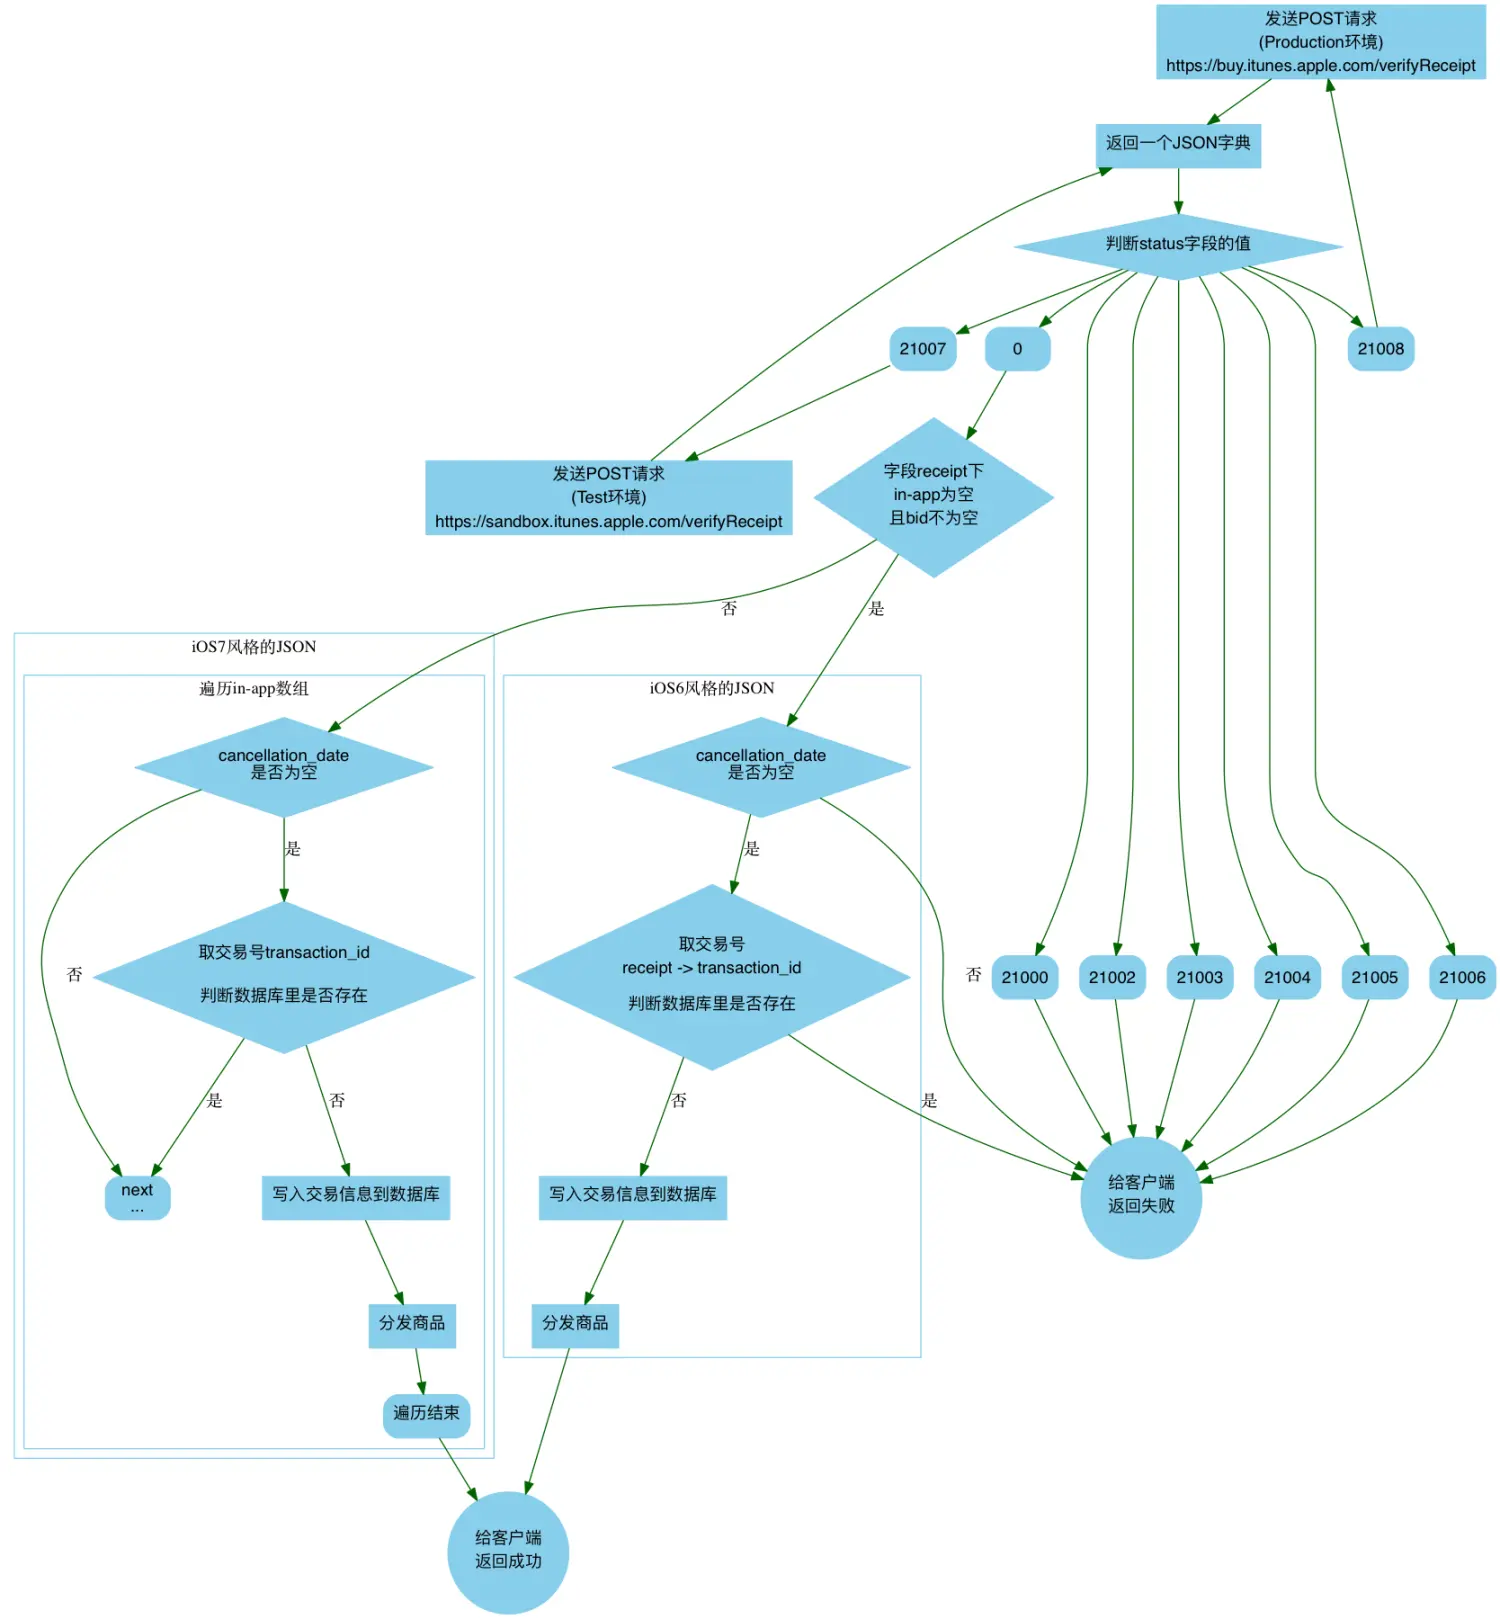 发送POST请求
(Production环境)
https://buy.itunes.apple.com/verifyReceipt
返回一个JSON字典
判断status字段的值
21007
0
21008
发送POST请求
(Test环境)
https://sandbox.itunes.apple.com/verifyReceipt
字段receipt下
in-app为空
且bid不为空
否
是
iOS7风格的JSON
遍历in-app数组
iOS6风格的JSON
cancellation_date
是否为空
cancellation_date
是否为空
是
是
取交易号transaction_id
判断数据库里是否存在
取交易号
receipt -> transaction_id
判断数据库里是否存在
否
否
21000
21002
21003
21004
21005
21006
是
否
否
是
next
...
写入交易信息到数据库
写入交易信息到数据库
给客户端
返回失败
分发商品
分发商品
遍历结束
给客户端
返回成功